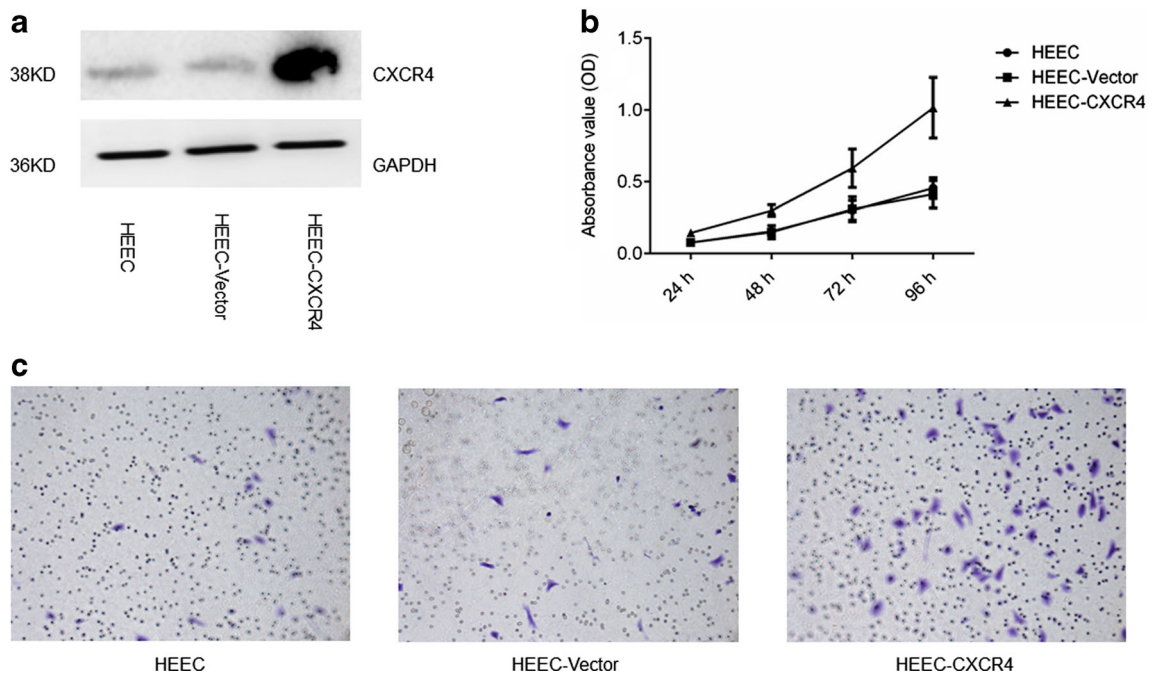 a
38KD
CXCR4
36KD
GAPDH
HEEC
HEEC-Vector
HEEC-CXCR4
b
Absorbance value (OD)
1.5
1.0
0.5
0.0
24 h
48 h
72 h
96 h
HEEC
HEEC-Vector
HEEC-CXCR4
c
HEEC
HEEC-Vector
HEEC-CXCR4